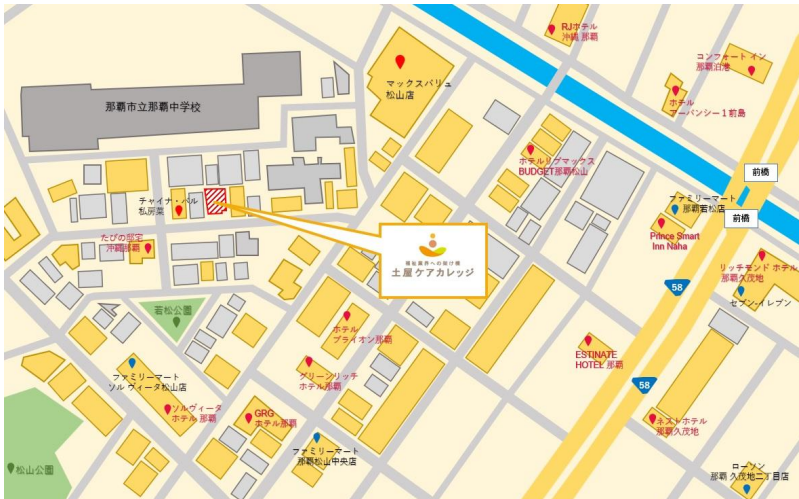 RJホテル
沖縄 那覇
コンフォート イン
那覇泊港
マックスバリュ
松山店
ホテル
アーバンシー1前島
那覇市立那覇中学校
ホテルリブマックス
BUDGET那覇松山
前橋
チャイナ・バル
私房菜
ファミリーマート
那覇若松店
前橋
たびの邸宅
沖縄那覇
Prince Smart
Inn Naha
福祉業界への架け橋
土屋ケアカレッジ
リッチモンド ホテル
那覇久茂地
58
セブン-イレブン
若松公園
ホテル
ブライオン那覇
ESTINATE
HOTEL 那覇
ファミリーマート
ソル ヴィータ松山店
グリーンリッチ
ホテル那覇
58
ソルヴィータ
ホテル 那覇
GRG
ホテル那覇
ネストホテル
那覇久茂地
ファミリーマート
那覇松山中央店
松山公園
ローソン
那覇 久茂地二丁目店